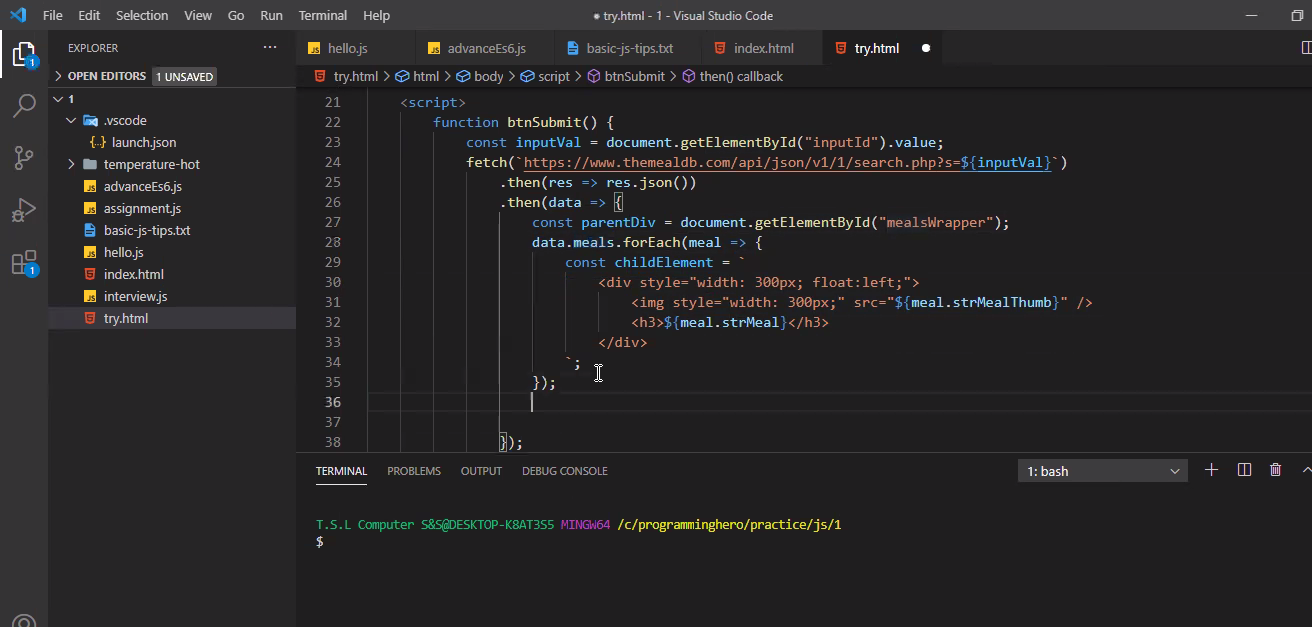 File Edit Selection View Go Run Terminal Help ● try.html - 1 - Visual Studio Code
EXPLORER ···
hello.js advanceEs6.js basic-js-tips.txt index.html try.html ●
OPEN EDITORS 1 UNSAVED
try.html > html > body > script > btnSubmit > then() callback
1
.vscode
{..} launch.json
temperature-hot
JS advanceEs6.js
JS assignment.js
basic-js-tips.txt
JS hello.js
index.html
JS interview.js
try.html
21 <script>
22 function btnSubmit() {
23 const inputVal = document.getElementById("inputId").value;
24 fetch(`https://www.themealdb.com/api/json/v1/1/search.php?s=${inputVal}`)
25 .then(res => res.json())
26 .then(data => {
27 const parentDiv = document.getElementById("mealsWrapper");
28 data.meals.forEach(meal => {
29 const childElement = `
30 <div style="width: 300px; float:left;">
31 <img style="width: 300px;" src="${meal.strMealThumb}" />
32 <h3>${meal.strMeal}</h3>
33 </div>
34 `;
35 });
36
37
38 });
TERMINAL PROBLEMS OUTPUT DEBUG CONSOLE 1: bash
T.S.L Computer S&S@DESKTOP-K8AT3S5 MINGW64 /c/programminghero/practice/js/1
$